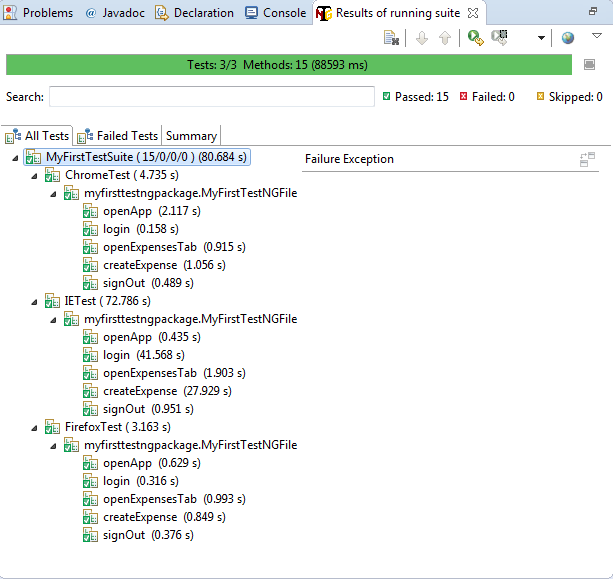 Problems @ Javadoc Declaration Console Results of running suite
Tests: 3/3 Methods: 15 (88593 ms)
Search: Passed: 15 Failed: 0 Skipped: 0
All Tests Failed Tests Summary
MyFirstTestSuite ( 15/0/0/0 ) (80.684 s) Failure Exception
ChromeTest ( 4.735 s)
myfirsttestngpackage.MyFirstTestNGFile
openApp (2.117 s)
login (0.158 s)
openExpensesTab (0.915 s)
createExpense (1.056 s)
signOut (0.489 s)
IETest ( 72.786 s)
myfirsttestngpackage.MyFirstTestNGFile
openApp (0.435 s)
login (41.568 s)
openExpensesTab (1.903 s)
createExpense (27.929 s)
signOut (0.951 s)
FirefoxTest ( 3.163 s)
myfirsttestngpackage.MyFirstTestNGFile
openApp (0.629 s)
login (0.316 s)
openExpensesTab (0.993 s)
createExpense (0.849 s)
signOut (0.376 s)